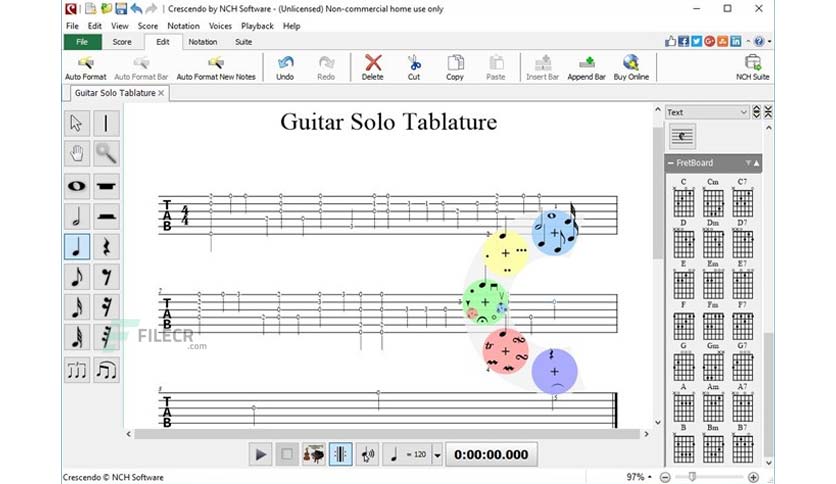 Crescendo by NCH Software - (Unlicensed) Non-commercial home use only
File Edit View Score Notation Voices Playback Help
File Score Edit Notation Suite
Auto Format Auto Format Bar Auto Format New Notes Undo Redo Delete Cut Copy Paste Insert Bar Append Bar Buy Online NCH Suite
Guitar Solo Tablature
Text
Guitar Solo Tablature
FretBoard
C Cm C7
D Dm D7
E Em E7
F Fm F7
G Gm G7
A Am A7
B Bm B7
T
A
B
4
4
T
A
B
FILECR
.com
T
A
B
= 120
0:00:00.000
Crescendo © NCH Software
97%